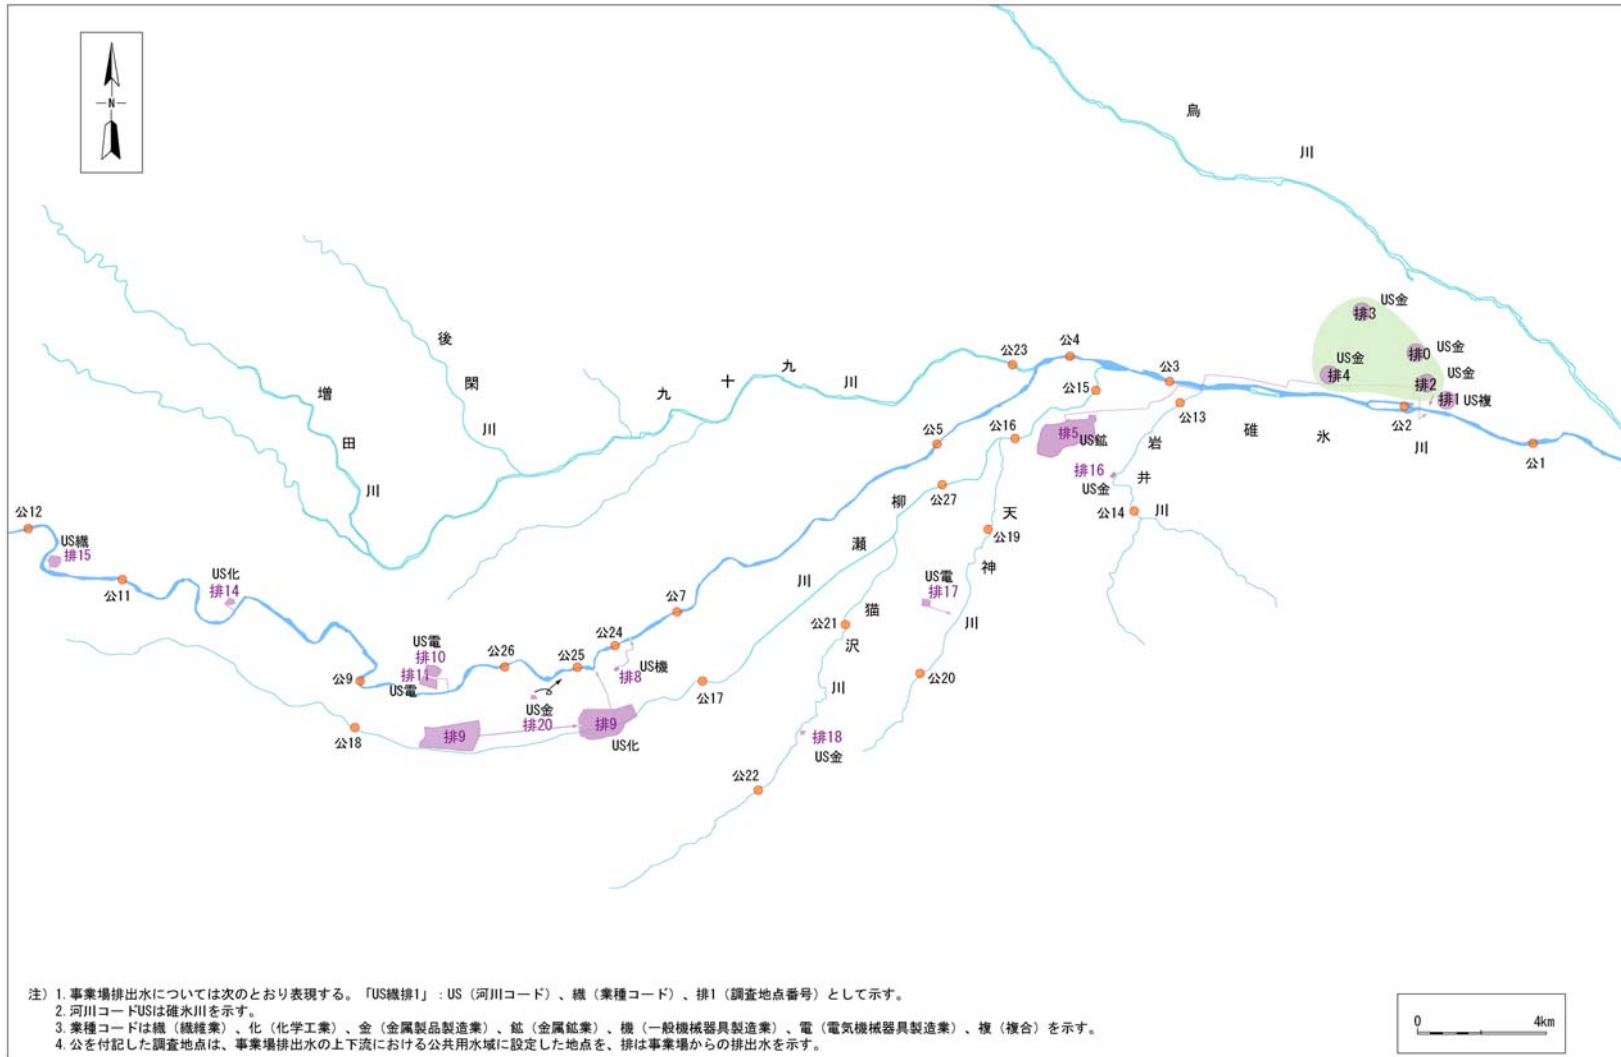 N
烏
川
US金
排3
US金
排0
US金
排4
US金
排2
排1
US複
公4
公23
公3
公15
公13
公2
後
閑
川
九
十
九
川
増
田
川
公5
公16
排5
US鉱
岩
井
川
碓
氷
川
公1
排16
US金
公14
公27
柳
瀬
川
天
神
川
公19
公12
US繊
排15
公11
US化
排14
US電
排17
公7
公21
猫
沢
川
公20
公24
US電
排10
排11
US電
公26
公25
排8
US機
公9
公17
US金
排20
排9
排9
US化
公18
排18
US金
公22
注）1. 事業場排出水については次のとおり表現する。「US繊排1」：US（河川コード）、繊（業種コード）、排1（調査地点番号）として示す。
2. 河川コードUSは碓氷川を示す。
3. 業種コードは繊（繊維業）、化（化学工業）、金（金属製品製造業）、鉱（金属鉱業）、機（一般機械器具製造業）、電（電気機械器具製造業）、複（複合）を示す。
4. 公を付記した調査地点は、事業場排出水の上下流における公共用水域に設定した地点を、排は事業場からの排出水を示す。
0 4km